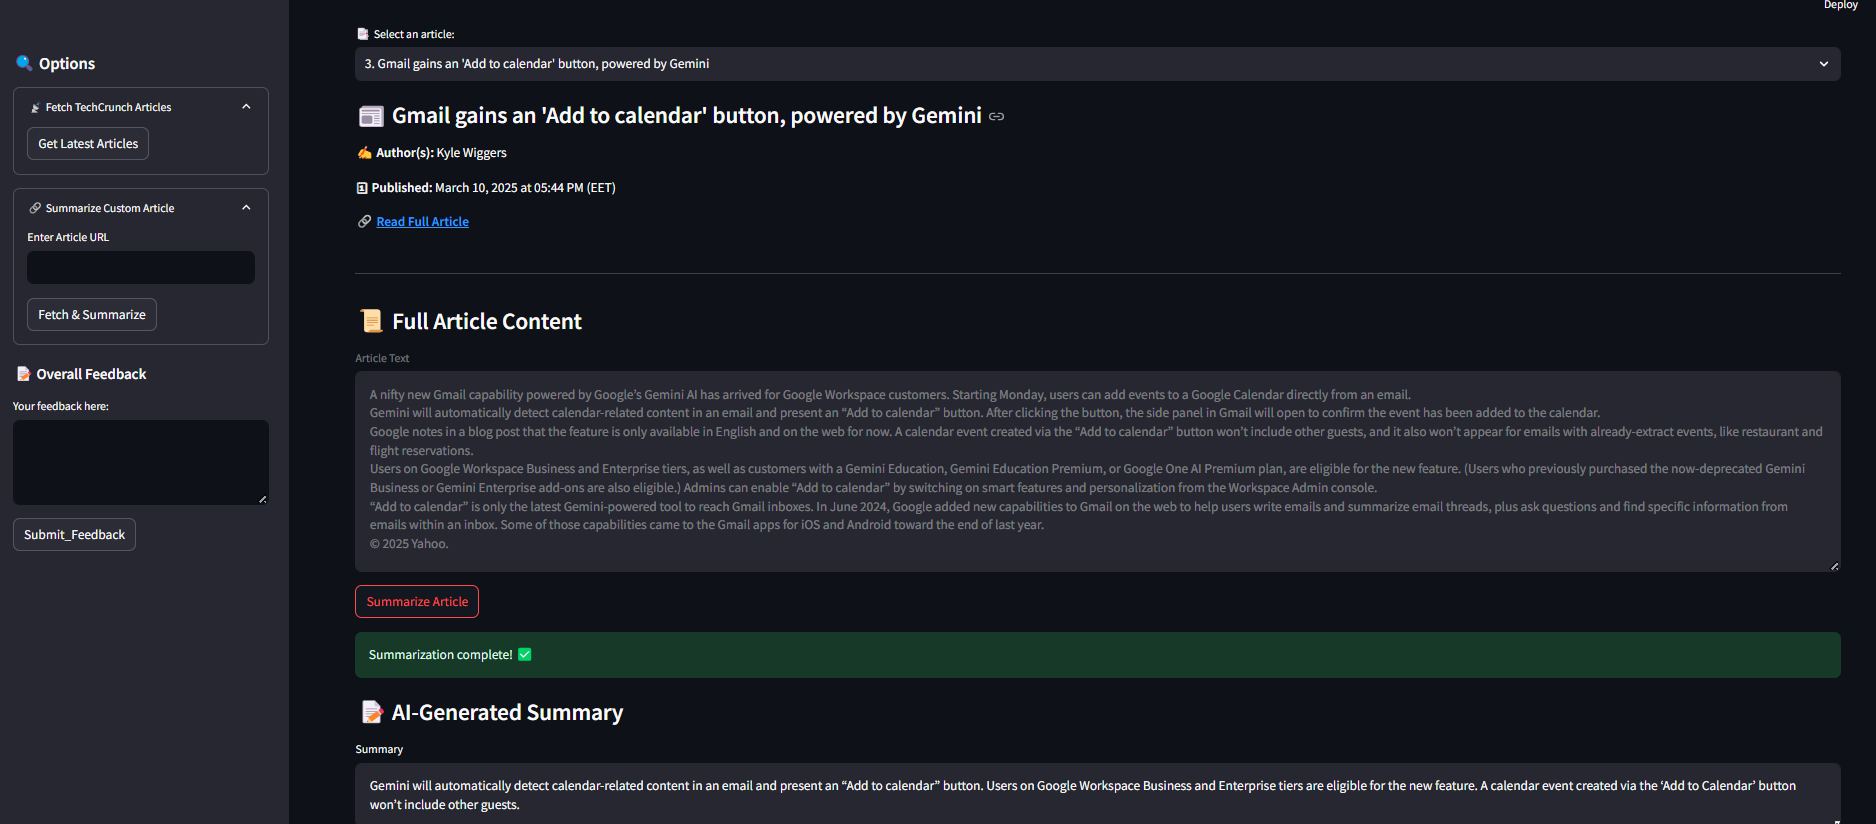 Deploy
Options
Fetch TechCrunch Articles
Get Latest Articles
Summarize Custom Article
Enter Article URL
Fetch & Summarize
Overall Feedback
Your feedback here:
Submit_Feedback
Select an article:
3. Gmail gains an 'Add to calendar' button, powered by Gemini
Gmail gains an 'Add to calendar' button, powered by Gemini
Author(s): Kyle Wiggers
Published: March 10, 2025 at 05:44 PM (EET)
Read Full Article
Full Article Content
Article Text
A nifty new Gmail capability powered by Google’s Gemini AI has arrived for Google Workspace customers. Starting Monday, users can add events to a Google Calendar directly from an email.
Gemini will automatically detect calendar-related content in an email and present an “Add to calendar” button. After clicking the button, the side panel in Gmail will open to confirm the event has been added to the calendar.
Google notes in a blog post that the feature is only available in English and on the web for now. A calendar event created via the “Add to calendar” button won’t include other guests, and it also won’t appear for emails with already-extract events, like restaurant and
flight reservations.
Users on Google Workspace Business and Enterprise tiers, as well as customers with a Gemini Education, Gemini Education Premium, or Google One AI Premium plan, are eligible for the new feature. (Users who previously purchased the now-deprecated Gemini
Business or Gemini Enterprise add-ons are also eligible.) Admins can enable “Add to calendar” by switching on smart features and personalization from the Workspace Admin console.
“Add to calendar” is only the latest Gemini-powered tool to reach Gmail inboxes. In June 2024, Google added new capabilities to Gmail on the web to help users write emails and summarize email threads, plus ask questions and find specific information from
emails within an inbox. Some of those capabilities came to the Gmail apps for iOS and Android toward the end of last year.
© 2025 Yahoo.
Summarize Article
Summarization complete!
AI-Generated Summary
Summary
Gemini will automatically detect calendar-related content in an email and present an “Add to calendar” button. Users on Google Workspace Business and Enterprise tiers are eligible for the new feature. A calendar event created via the ‘Add to Calendar’ button
won’t include other guests.